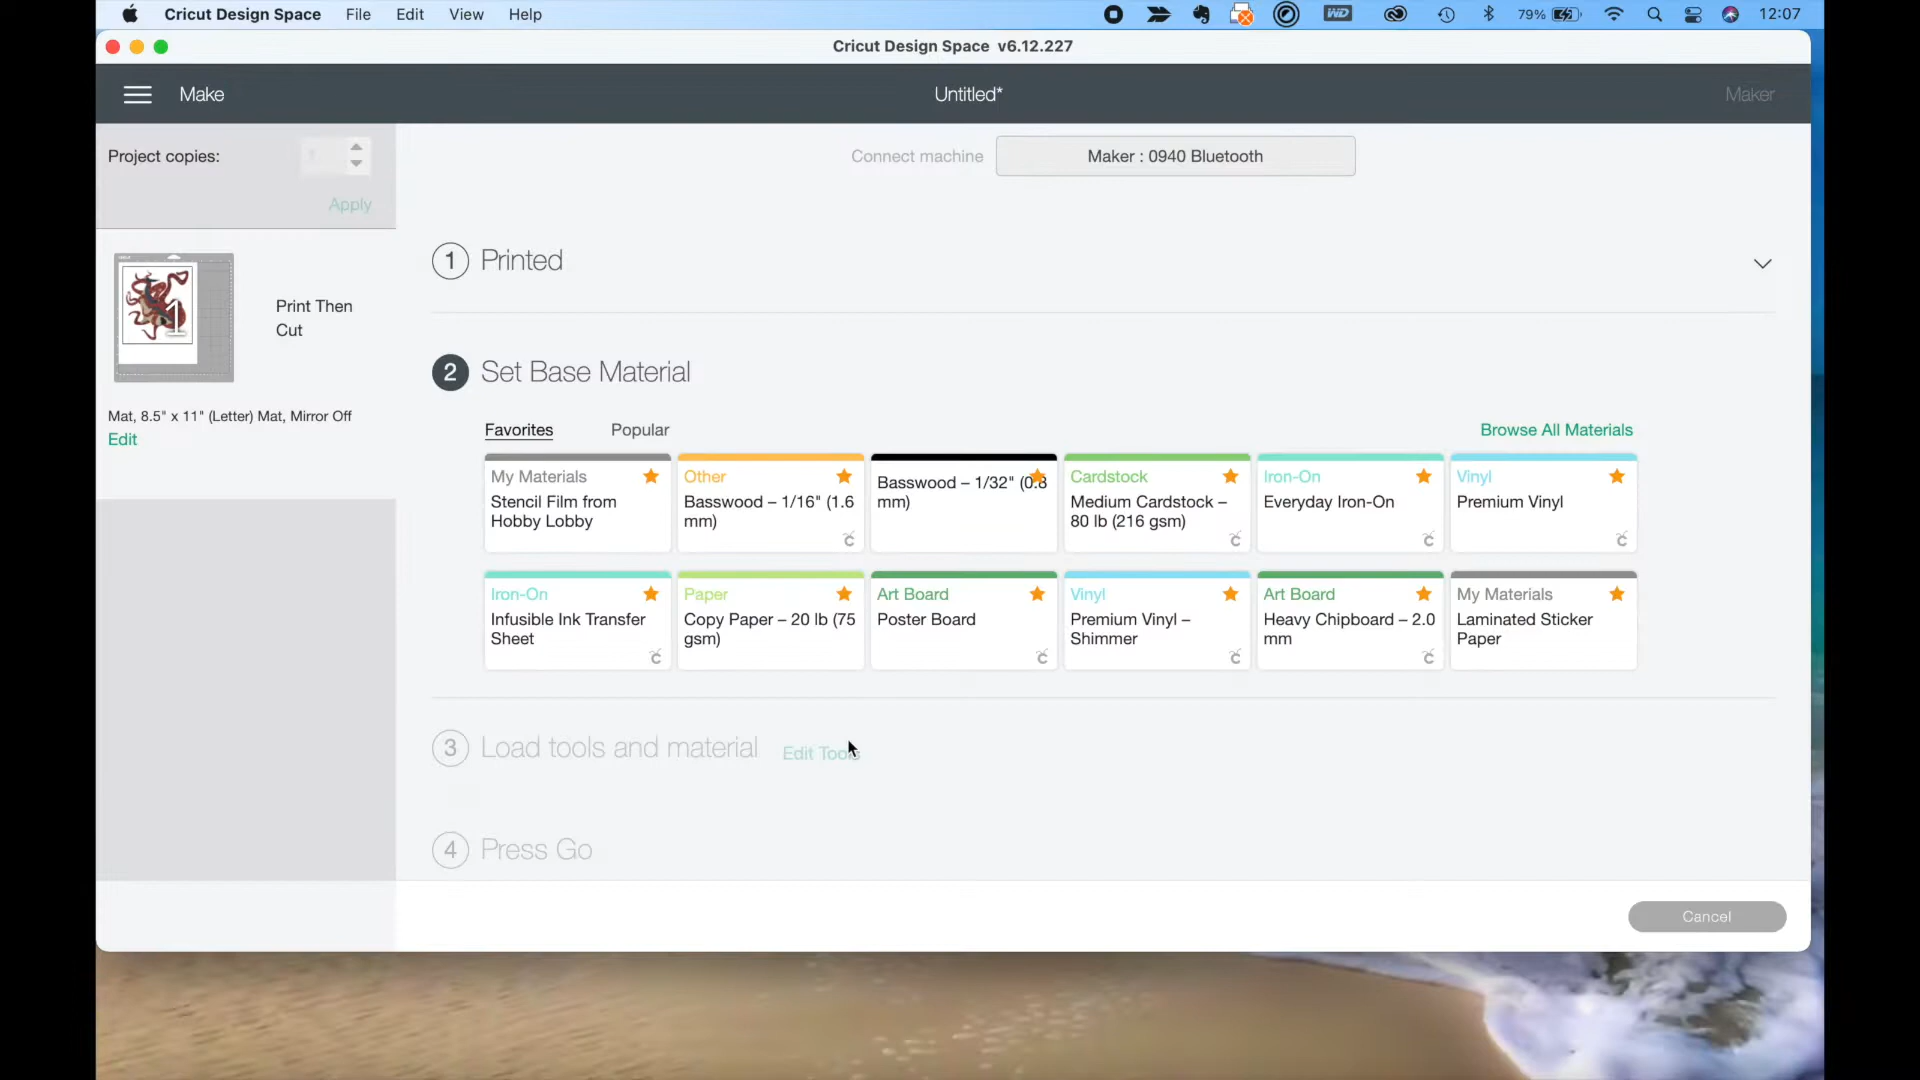 Cricut Design Space File Edit View Help
79%
12:07
Cricut Design Space v6.12.227
Make
Untitled*
Maker
Project copies:
1
Apply
Connect machine
Maker : 0940 Bluetooth
1 Printed
1
Print Then
Cut
Mat, 8.5" x 11" (Letter) Mat, Mirror Off
Edit
2 Set Base Material
Favorites
Popular
Browse All Materials
My Materials
Stencil Film from
Hobby Lobby
Other
Basswood – 1/16" (1.6
mm)
Basswood – 1/32" (0.8
mm)
Cardstock
Medium Cardstock –
80 lb (216 gsm)
Iron-On
Everyday Iron-On
Vinyl
Premium Vinyl
Iron-On
Infusible Ink Transfer
Sheet
Paper
Copy Paper – 20 lb (75
gsm)
Art Board
Poster Board
Vinyl
Premium Vinyl –
Shimmer
Art Board
Heavy Chipboard – 2.0
mm
My Materials
Laminated Sticker
Paper
3 Load tools and material
Edit Tools
4 Press Go
Cancel